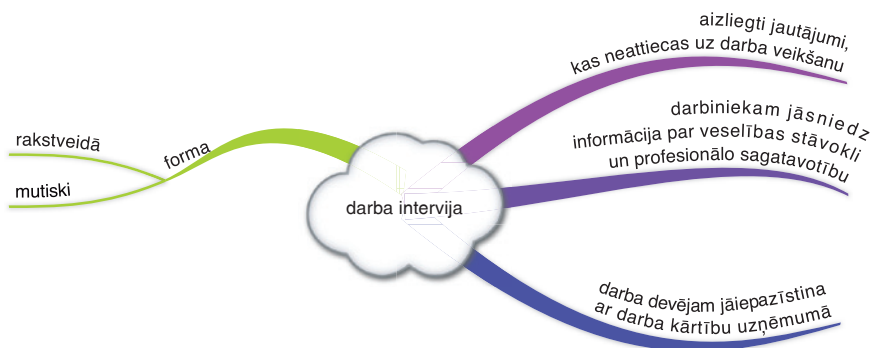 aizliegti jautājumi,
kas neattiecas uz darba veikšanu
darbiniekam jāsniedz
informācija par veselības stāvokli
un profesionālo sagatavotību
rakstveidā
forma
mutiski
darba intervija
darba devējam jāiepazīstina
ar darba kārtību uzņēmumā